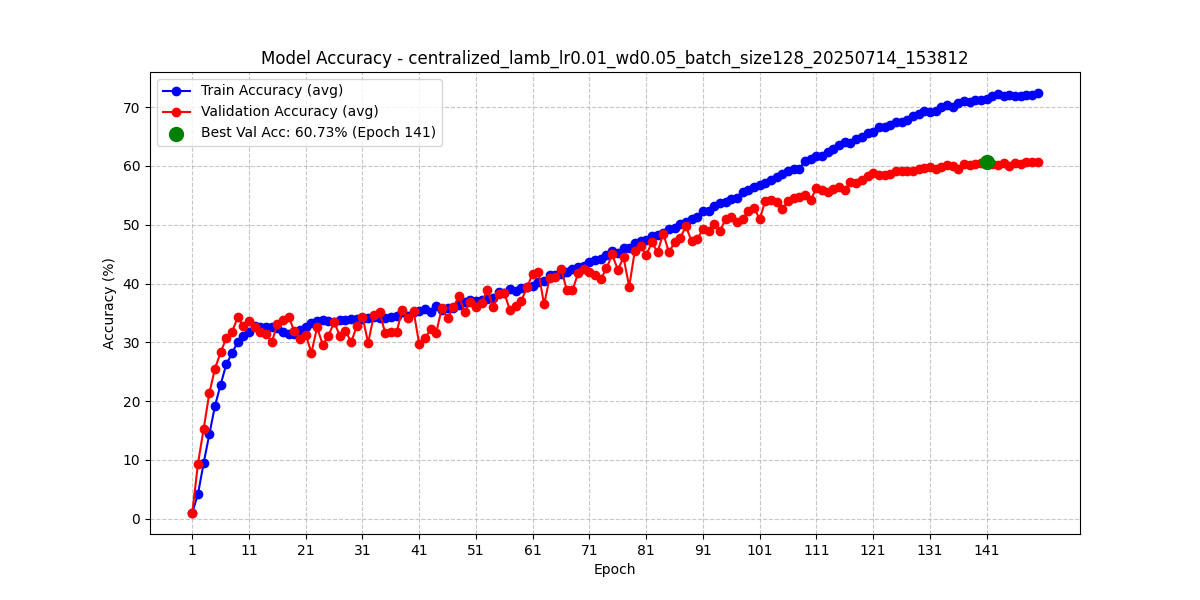 Model Accuracy - centralized_lamb_lr0.01_wd0.05_batch_size128_20250714_153812
Train Accuracy (avg)
Validation Accuracy (avg)
Best Val Acc: 60.73% (Epoch 141)
Accuracy (%)
70
60
50
40
30
20
10
0
1 11 21 31 41 51 61 71 81 91 101 111 121 131 141
Epoch